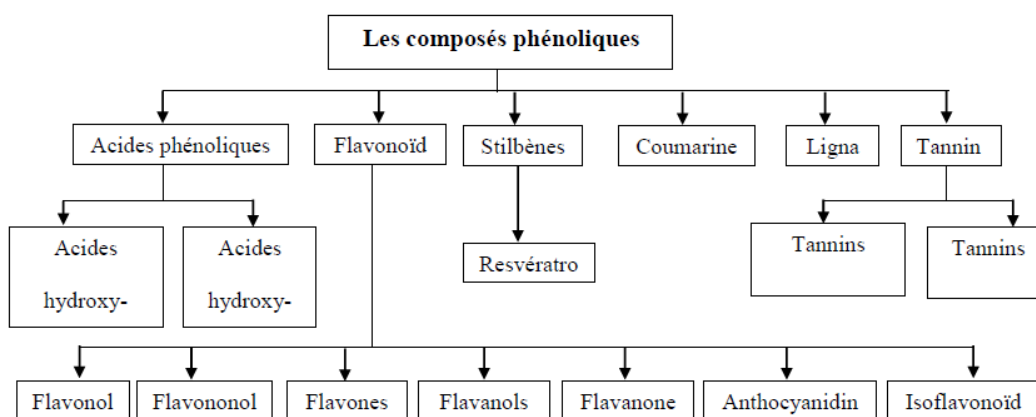 Les composés phénoliques
Acides phénoliques
Flavonoïd
Stilbènes
Coumarine
Ligna
Tannin
Acides
hydroxy-
Acides
hydroxy-
Resvératro
Tannins
Tannins
Flavonol
Flavononol
Flavones
Flavanols
Flavanone
Anthocyanidin
Isoflavonoïd